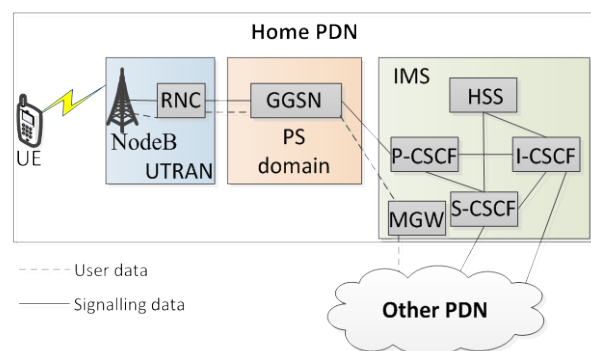 Home PDN
IMS
HSS
RNC
GGSN
NodeB
UE
UTRAN
PS
domain
P-CSCF
I-CSCF
MGW
S-CSCF
User data
Signalling data
Other PDN